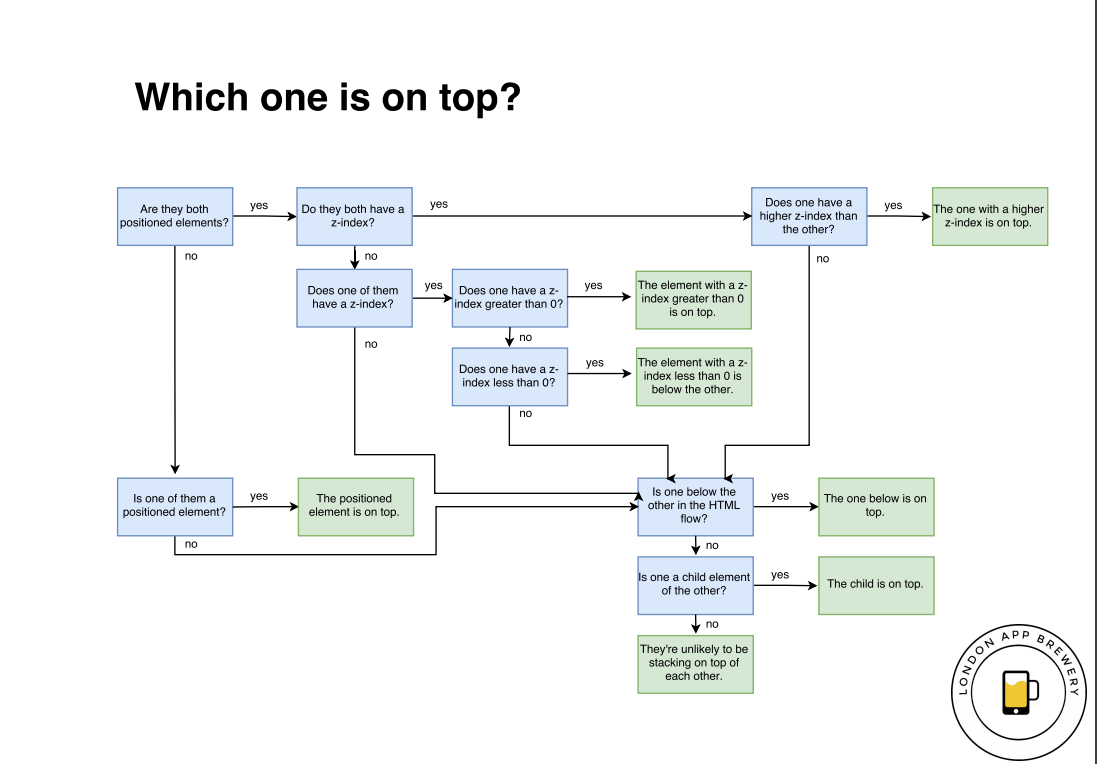 Which one is on top?
Are they both
positioned elements?
yes
Do they both have a
z-index?
yes
Does one have a
higher z-index than
the other?
yes
The one with a higher
z-index is on top.
no
no
no
Does one of them
have a z-index?
yes
Does one have a z-
index greater than 0?
yes
The element with a z-
index greater than 0
is on top.
no
no
Does one have a z-
index less than 0?
yes
The element with a z-
index less than 0 is
below the other.
no
Is one of them a
positioned element?
yes
The positioned
element is on top.
Is one below the
other in the HTML
flow?
yes
The one below is on
top.
no
no
Is one a child element
of the other?
yes
The child is on top.
no
They're unlikely to be
stacking on top of
each other.
LONDON APP BREWERY